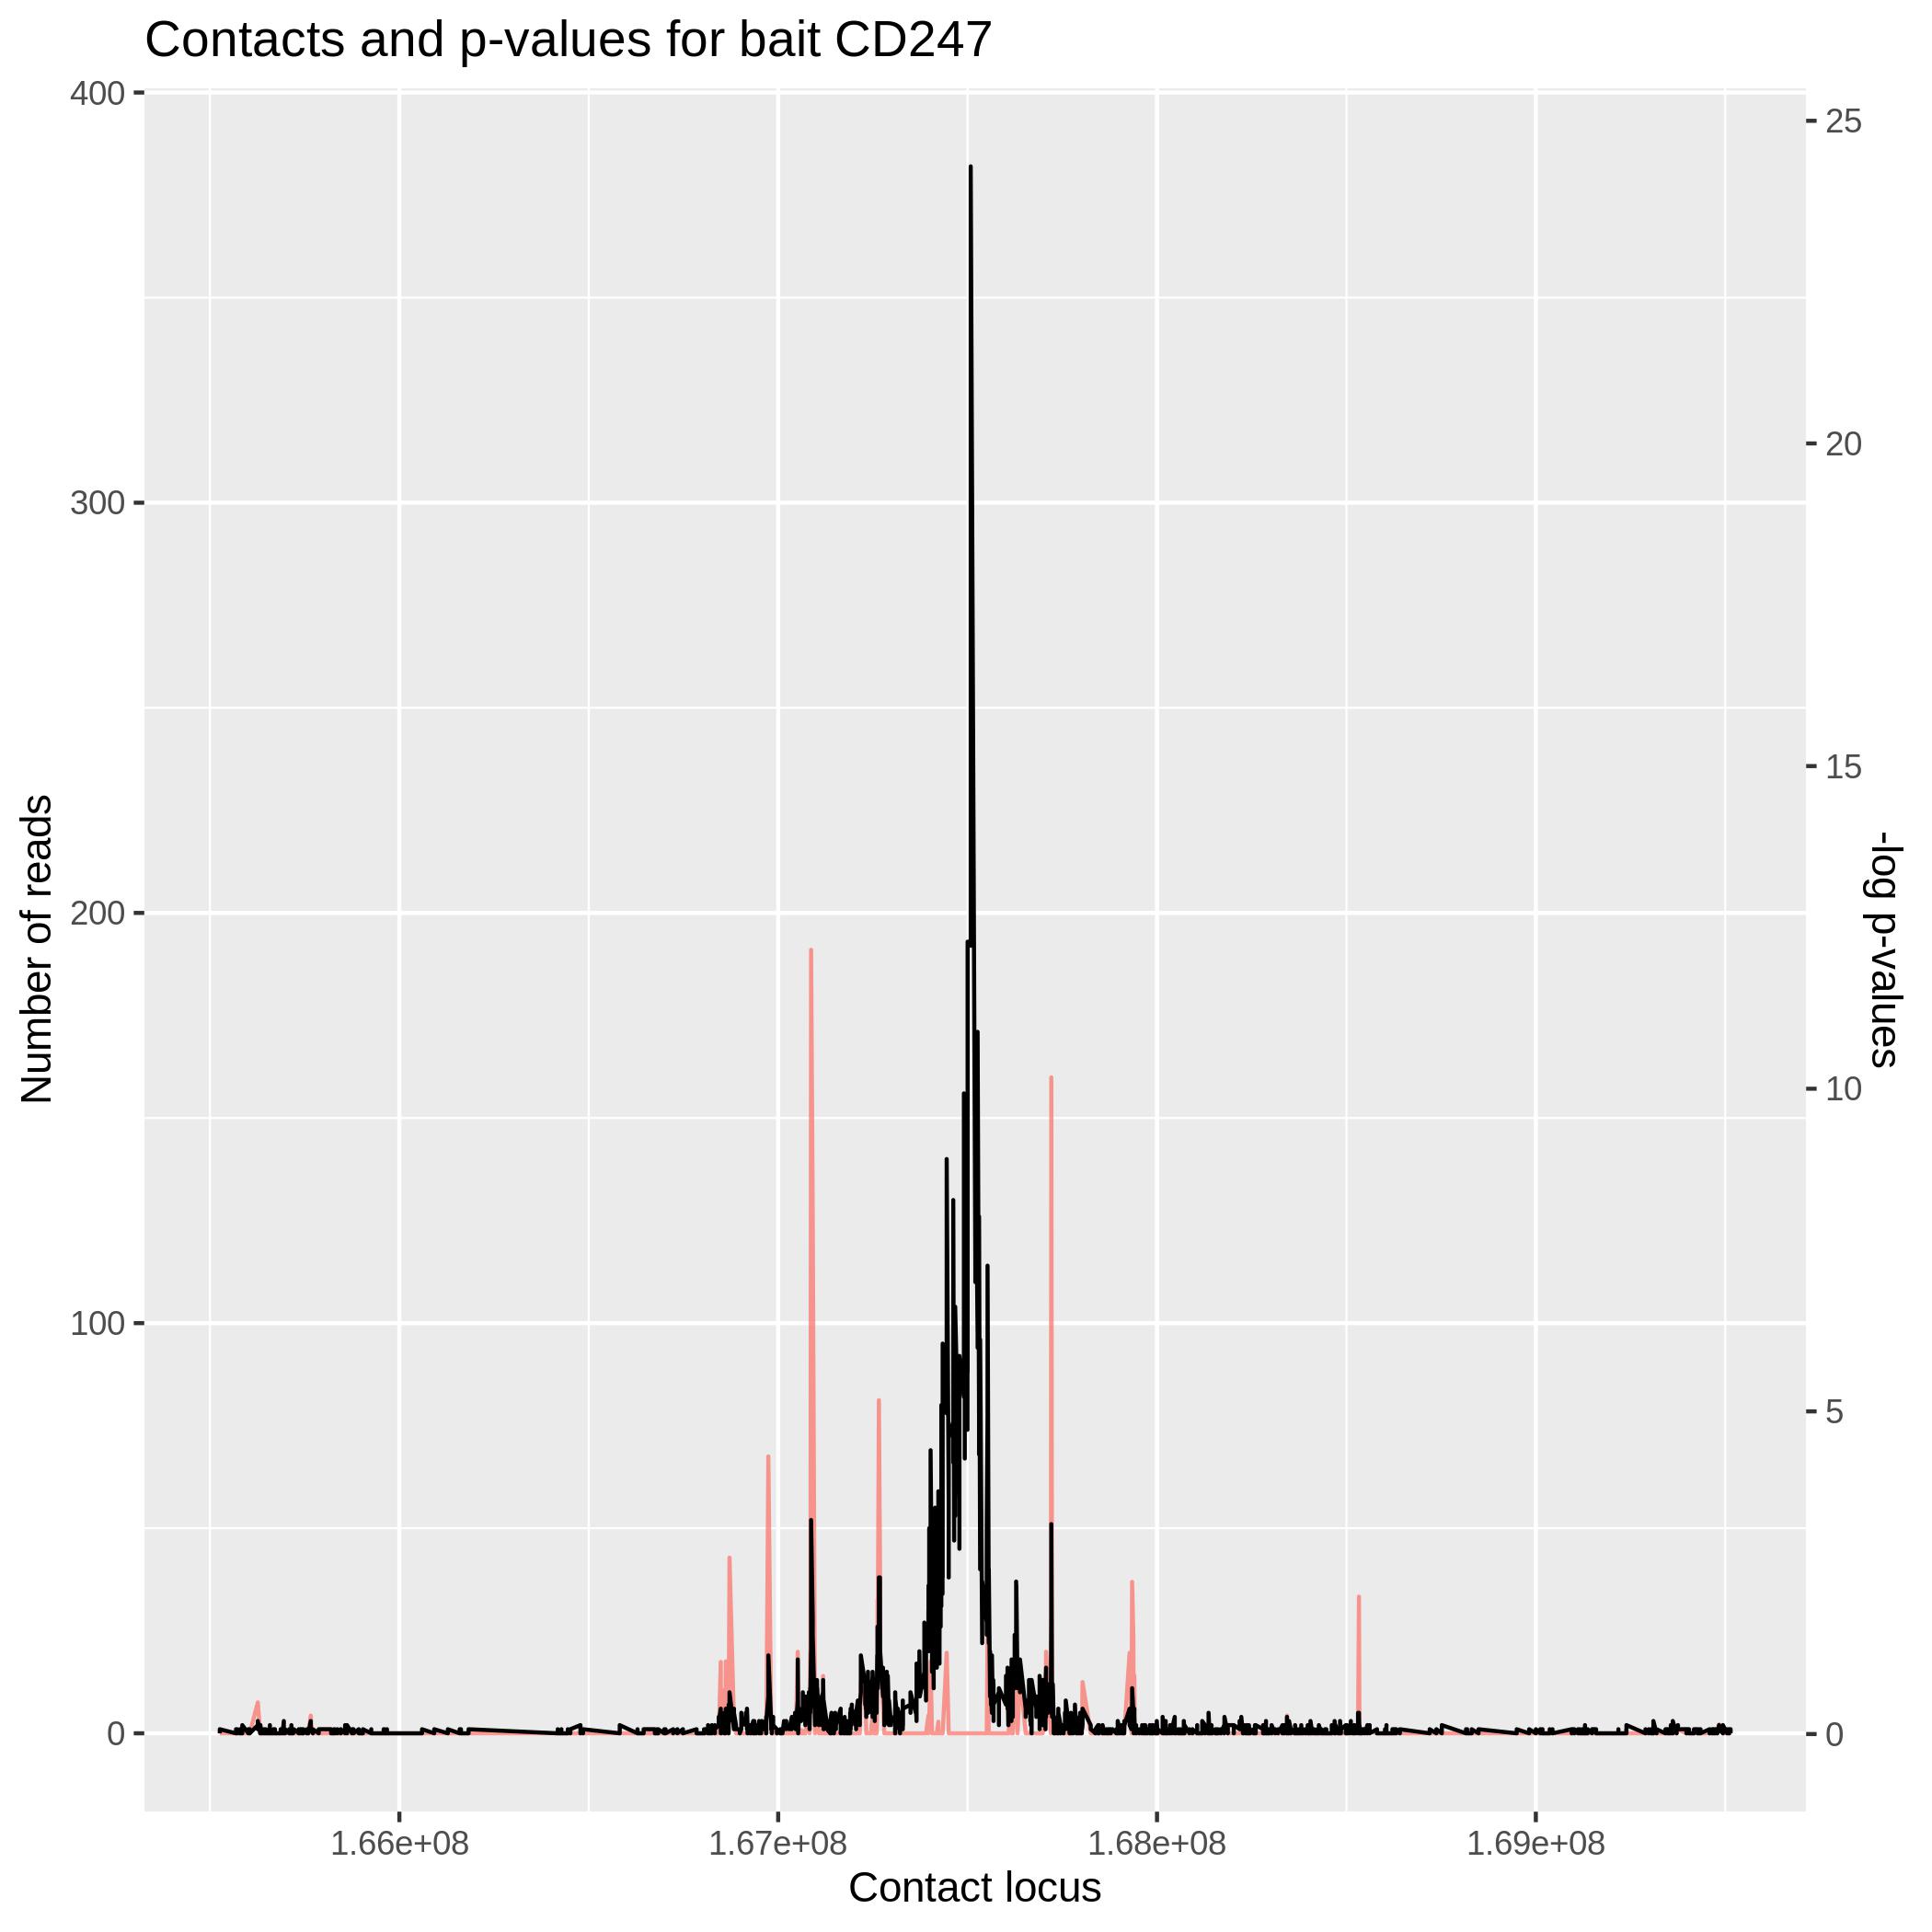 Contacts and p-values for bait CD247
400
300
200
100
0
Number of reads
25
20
15
10
5
0
-log p-values
1.66e+08
1.67e+08
1.68e+08
1.69e+08
Contact locus